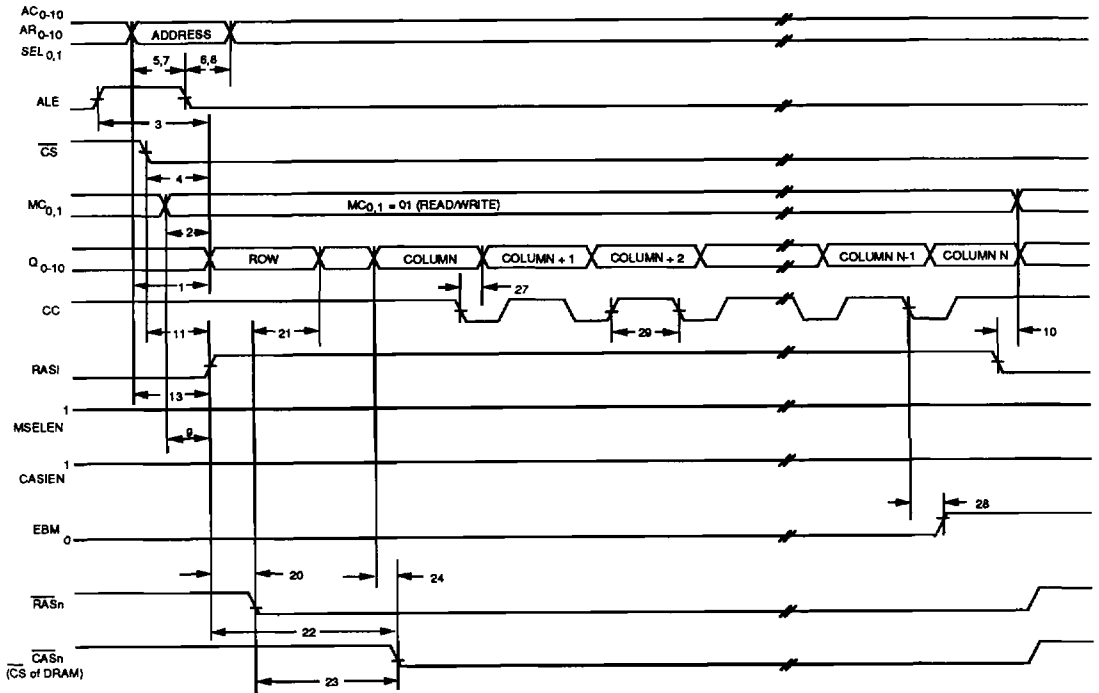 AC0-10
AR0-10
SEL0,1
ADDRESS
5,7
6,8
ALE
3
CS
4
MC0,1
MC0,1 = 01 (READ/WRITE)
2
Q0-10
ROW
COLUMN
COLUMN + 1
COLUMN + 2
COLUMN N-1
COLUMN N
1
27
CC
11
21
29
10
RASI
13
1
MSELEN
9
1
CASIEN
28
EBM
0
20
24
RASn
22
CASn
(CS of DRAM)
23